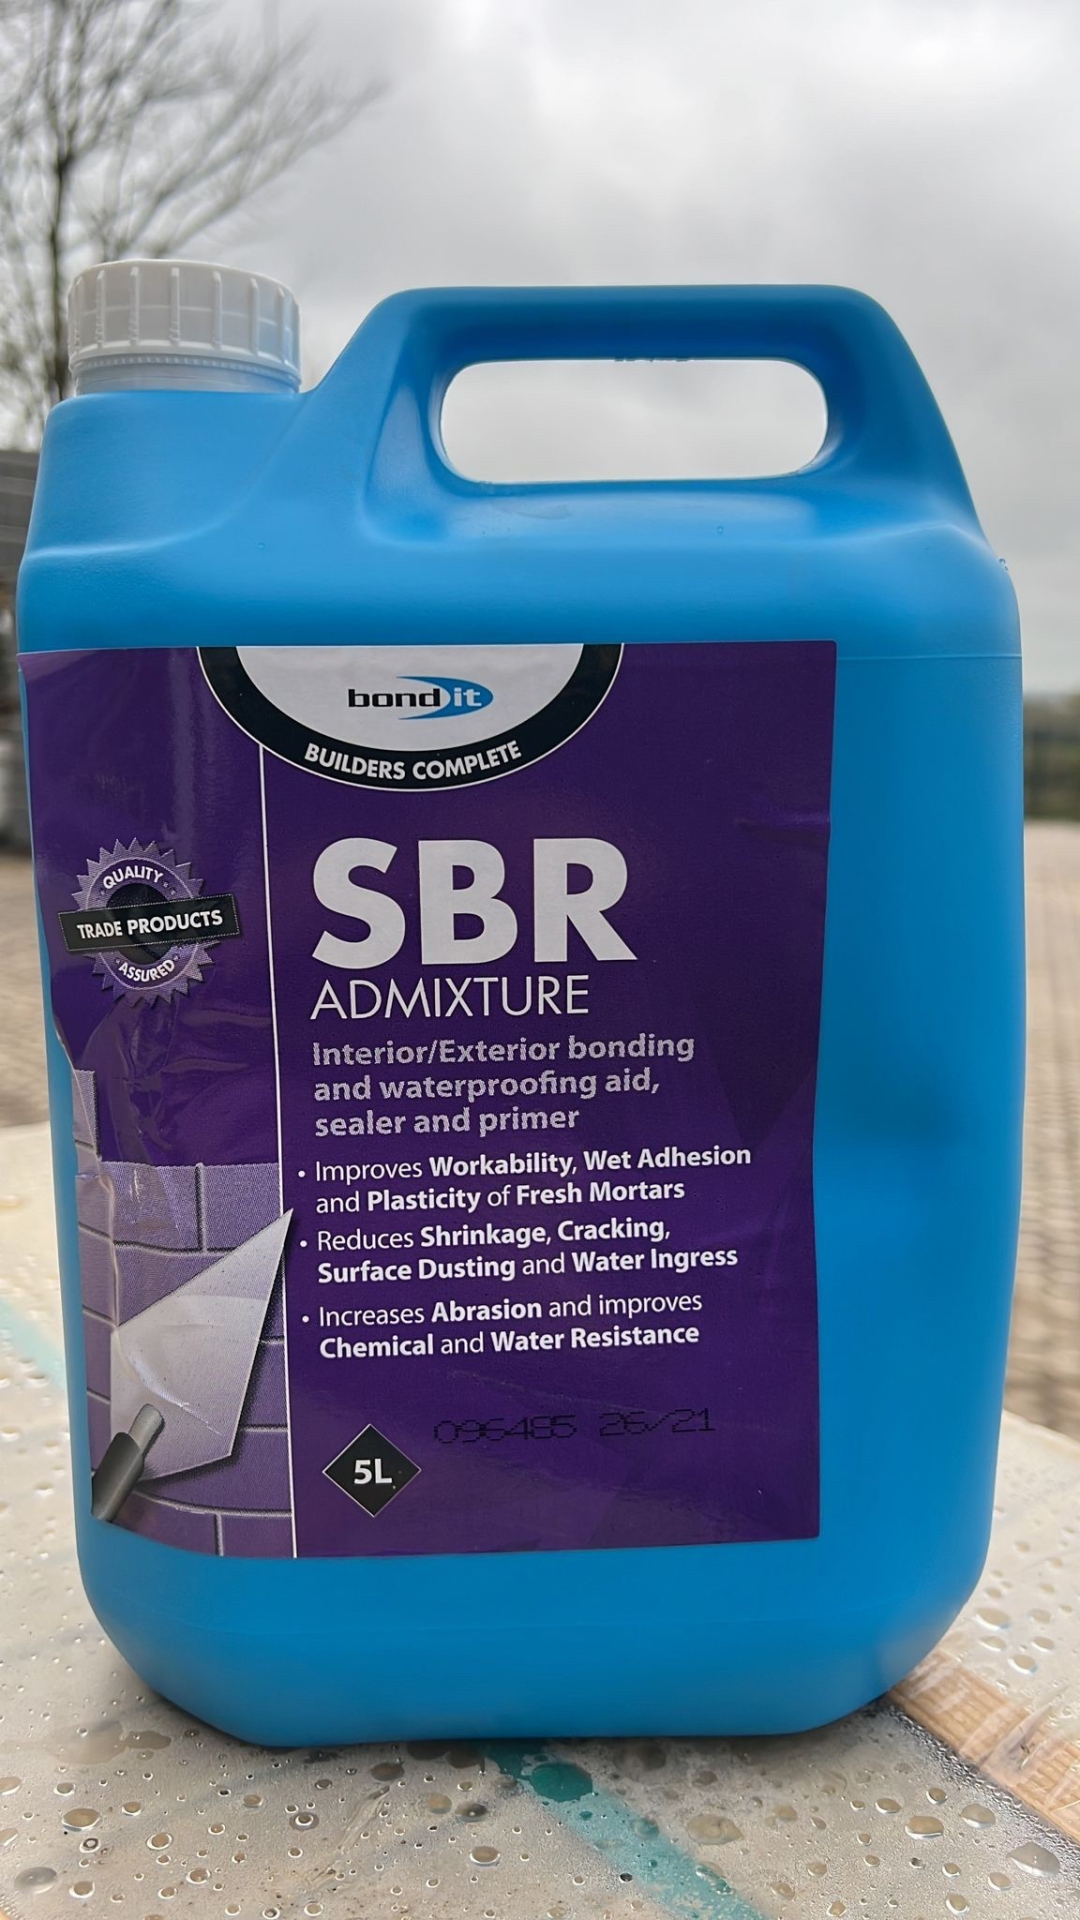 bond it
BUILDERS COMPLETE
QUALITY
TRADE PRODUCTS
ASSURED
SBR
ADMIXTURE
Interior/Exterior bonding
and waterproofing aid,
sealer and primer
• Improves Workability, Wet Adhesion
and Plasticity of Fresh Mortars
• Reduces Shrinkage, Cracking,
Surface Dusting and Water Ingress
• Increases Abrasion and improves
Chemical and Water Resistance
096485 26/21
5L